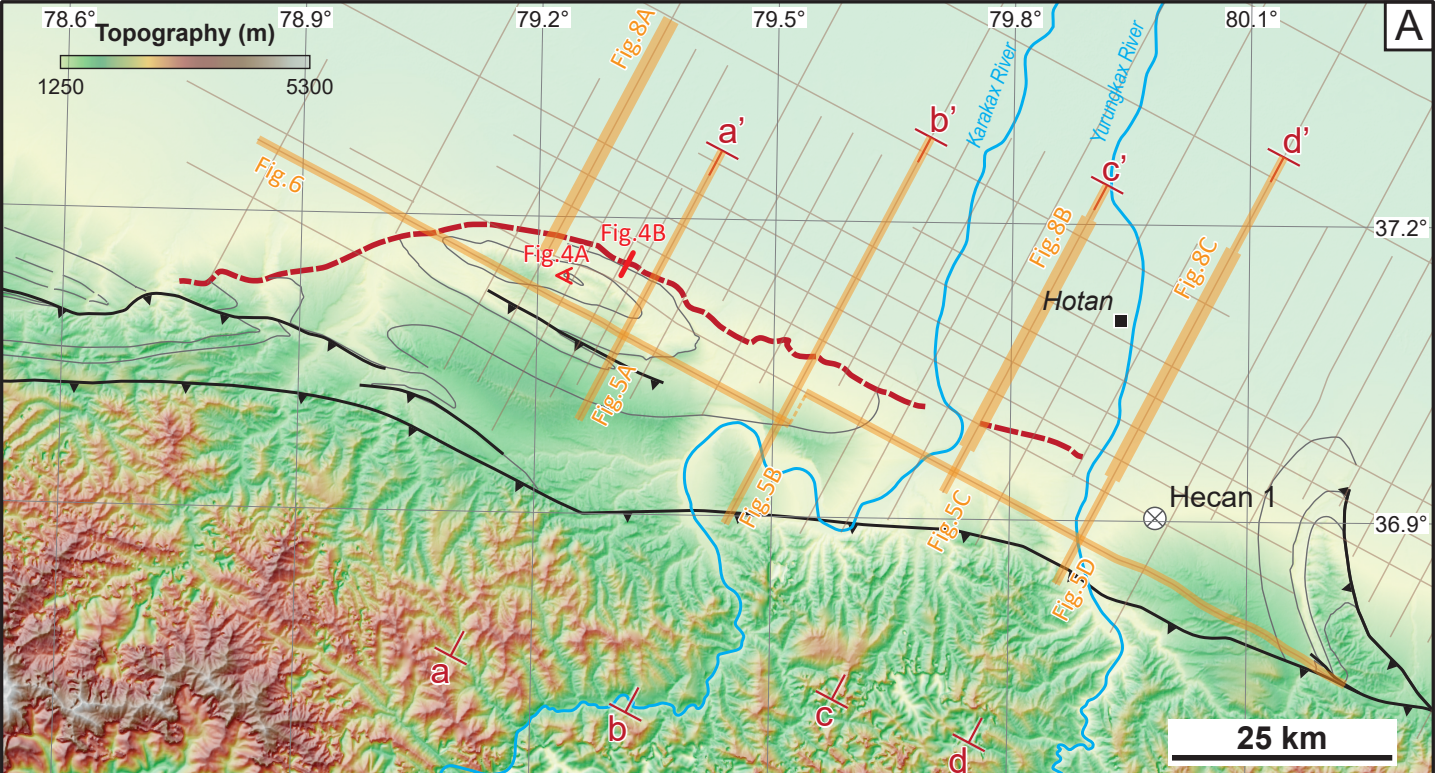 78.6°
78.9°
79.2°
79.5°
79.8°
80.1°
A
Topography (m)
1250
5300
Fig.8A
Karakax River
Yurungkax River
a'
b'
c'
d'
Fig.6
Fig.4B
Fig.4A
Fig.8B
Fig.8C
37.2°
Hotan
Fig.5A
Fig.5B
Fig.5C
Hecan 1
36.9°
Fig.5D
a
b
c
d
25 km